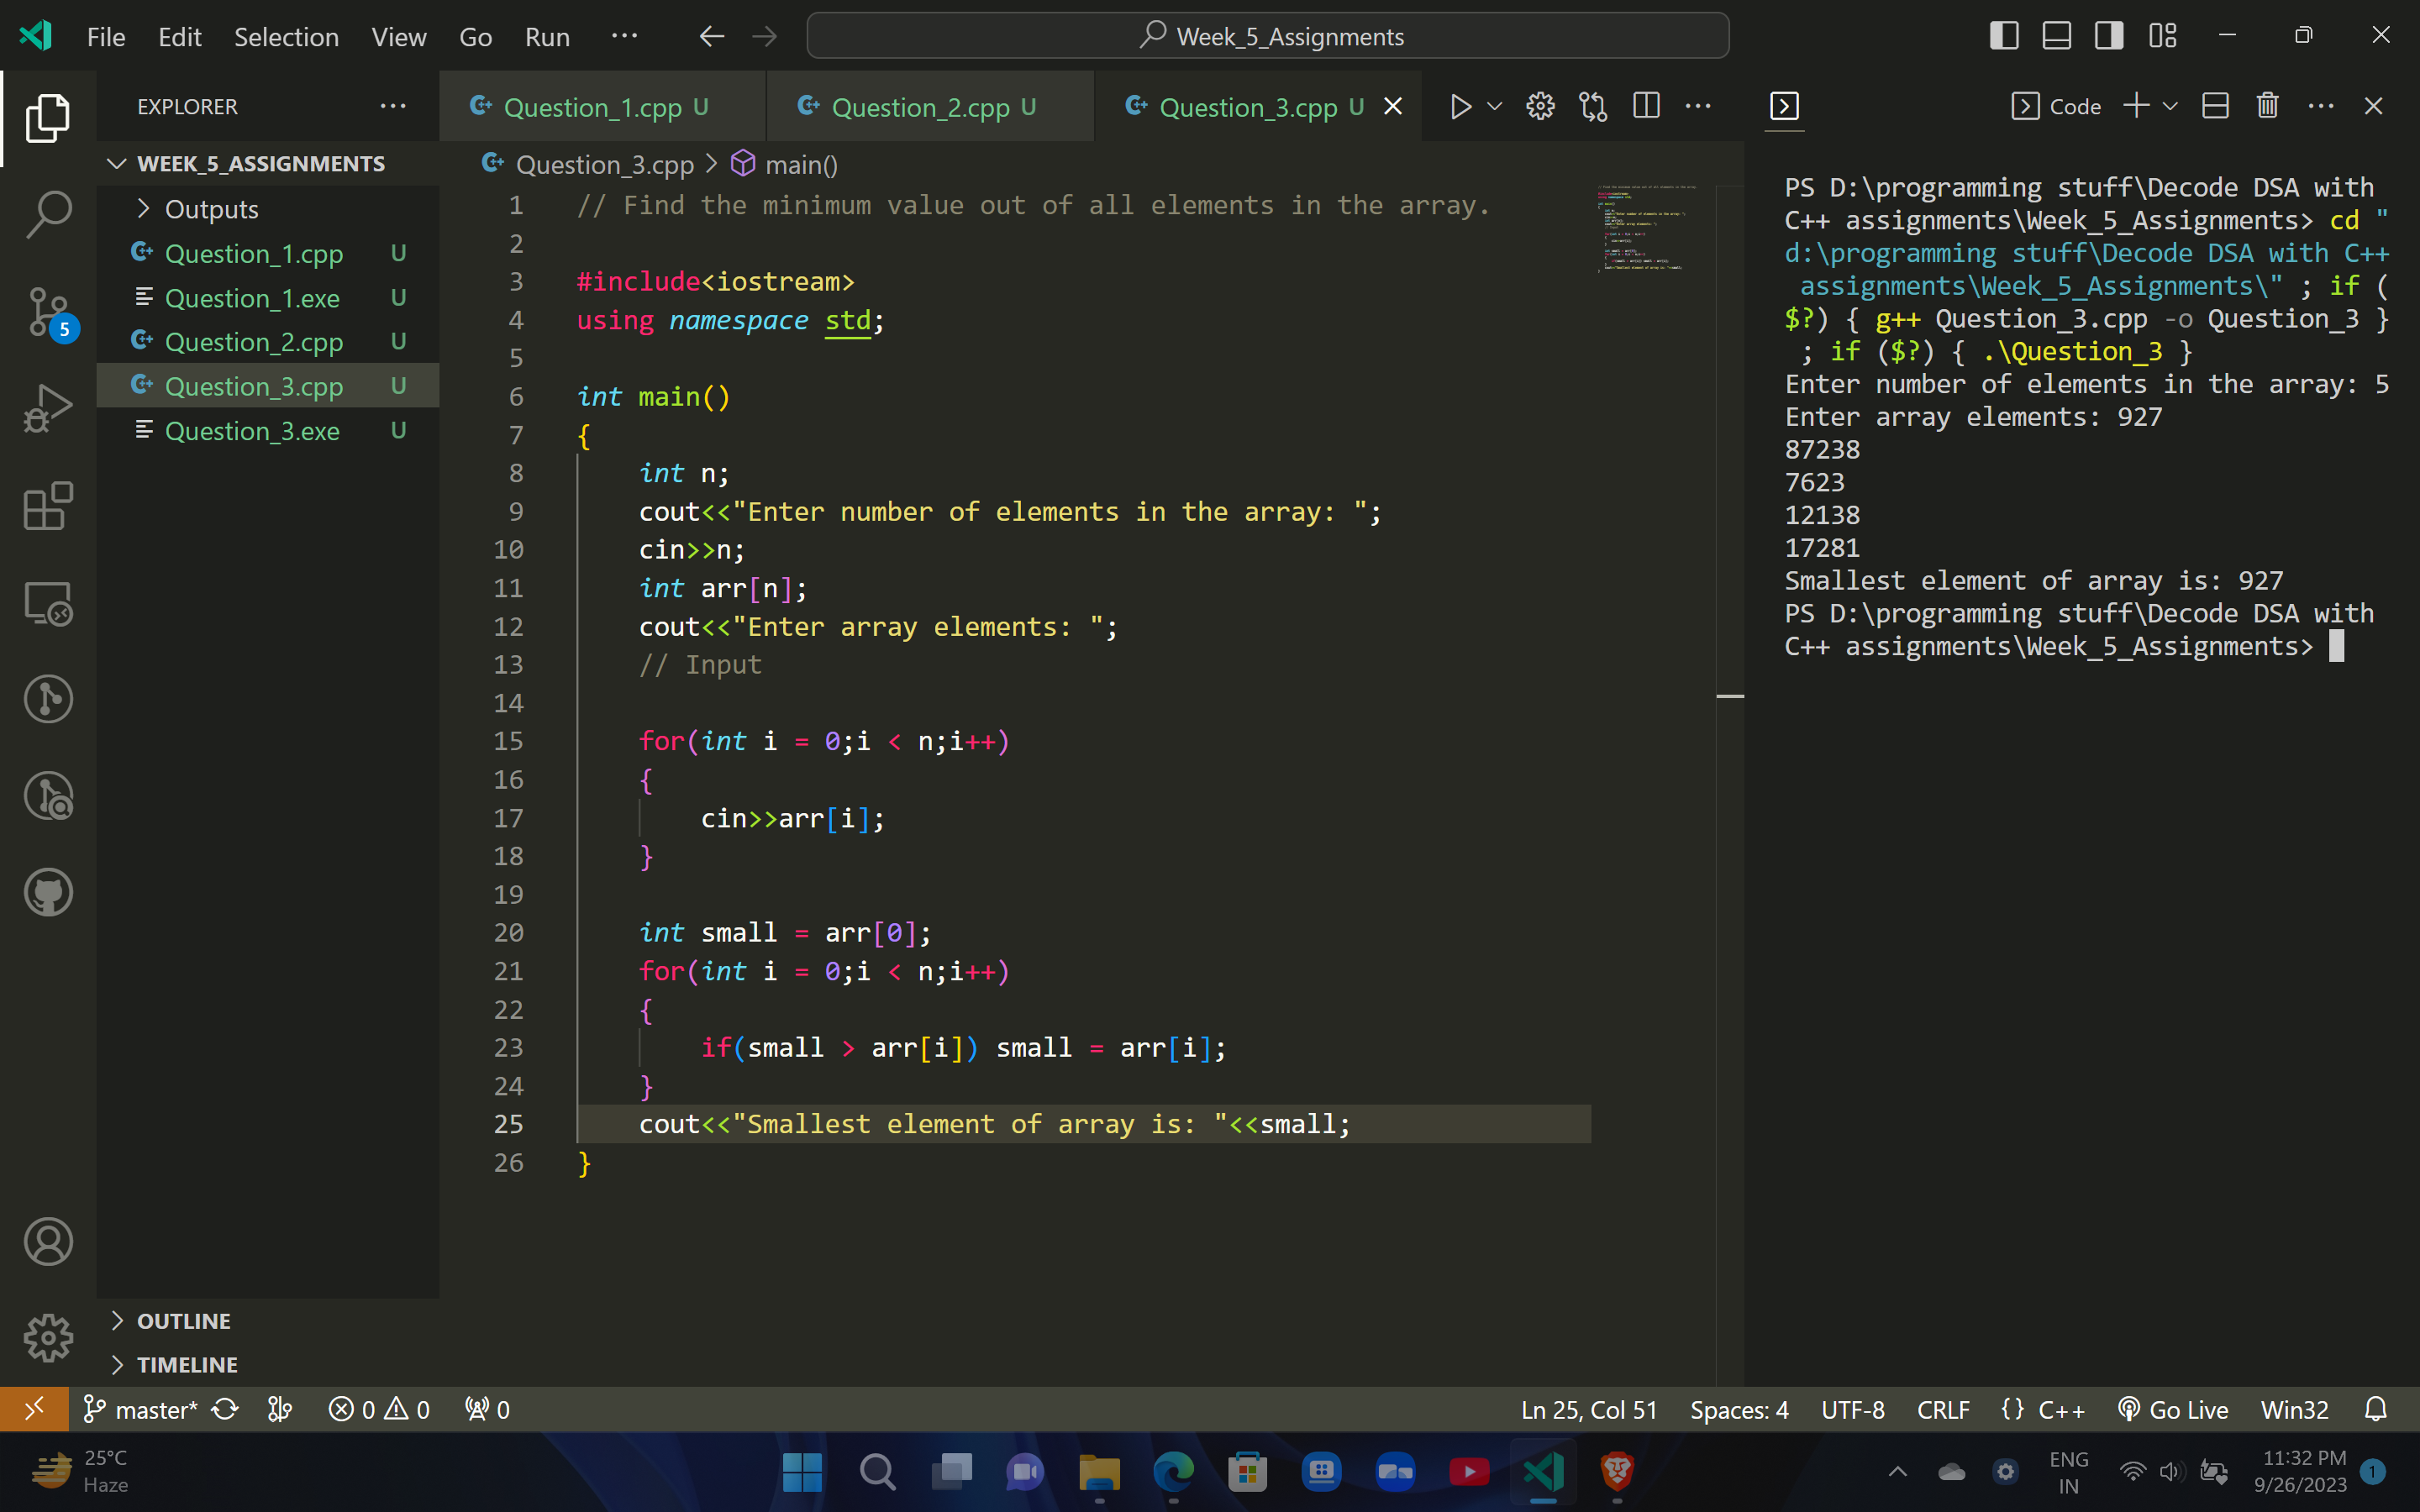 File Edit Selection View Go Run ··· Week_5_Assignments
EXPLORER ···
WEEK_5_ASSIGNMENTS
Outputs
Question_1.cpp U
Question_1.exe U
Question_2.cpp U
Question_3.cpp U
Question_3.exe U
OUTLINE
TIMELINE
5
Question_1.cpp U Question_2.cpp U Question_3.cpp U
Question_3.cpp > main()
1 // Find the minimum value out of all elements in the array.
2
3 #include<iostream>
4 using namespace std;
5
6 int main()
7 {
8 int n;
9 cout<<"Enter number of elements in the array: ";
10 cin>>n;
11 int arr[n];
12 cout<<"Enter array elements: ";
13 // Input
14
15 for(int i = 0;i < n;i++)
16 {
17 cin>>arr[i];
18 }
19
20 int small = arr[0];
21 for(int i = 0;i < n;i++)
22 {
23 if(small > arr[i]) small = arr[i];
24 }
25 cout<<"Smallest element of array is: "<<small;
26 }
Code
PS D:\programming stuff\Decode DSA with
C++ assignments\Week_5_Assignments> cd "
d:\programming stuff\Decode DSA with C++
assignments\Week_5_Assignments\" ; if (
$?) { g++ Question_3.cpp -o Question_3 }
; if ($?) { .\Question_3 }
Enter number of elements in the array: 5
Enter array elements: 927
87238
7623
12138
17281
Smallest element of array is: 927
PS D:\programming stuff\Decode DSA with
C++ assignments\Week_5_Assignments>
master* 0 0 0 Ln 25, Col 51 Spaces: 4 UTF-8 CRLF {} C++ Go Live Win32
25°C
Haze
ENG
IN
11:32 PM
9/26/2023
1